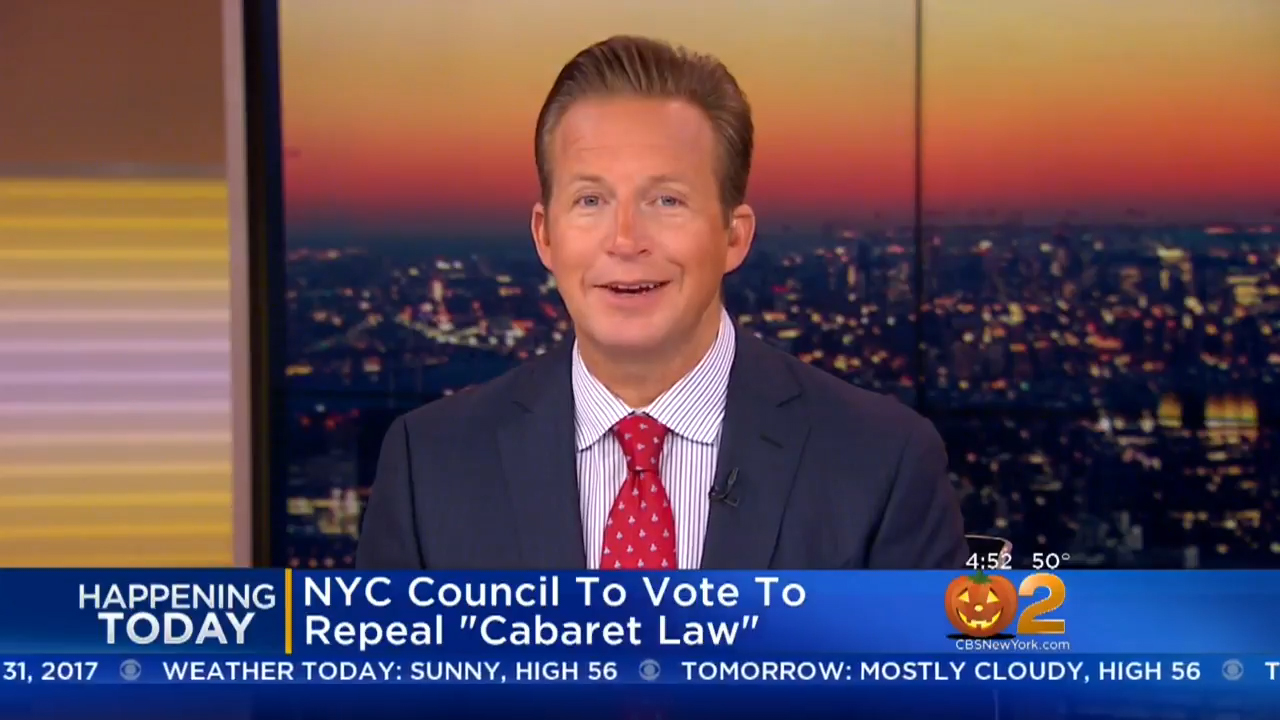 4:52 50°
HAPPENING
TODAY
NYC Council To Vote To
Repeal "Cabaret Law"
2
CBSNewYork.com
31, 2017 WEATHER TODAY: SUNNY, HIGH 56 TOMORROW: MOSTLY CLOUDY, HIGH 56 T